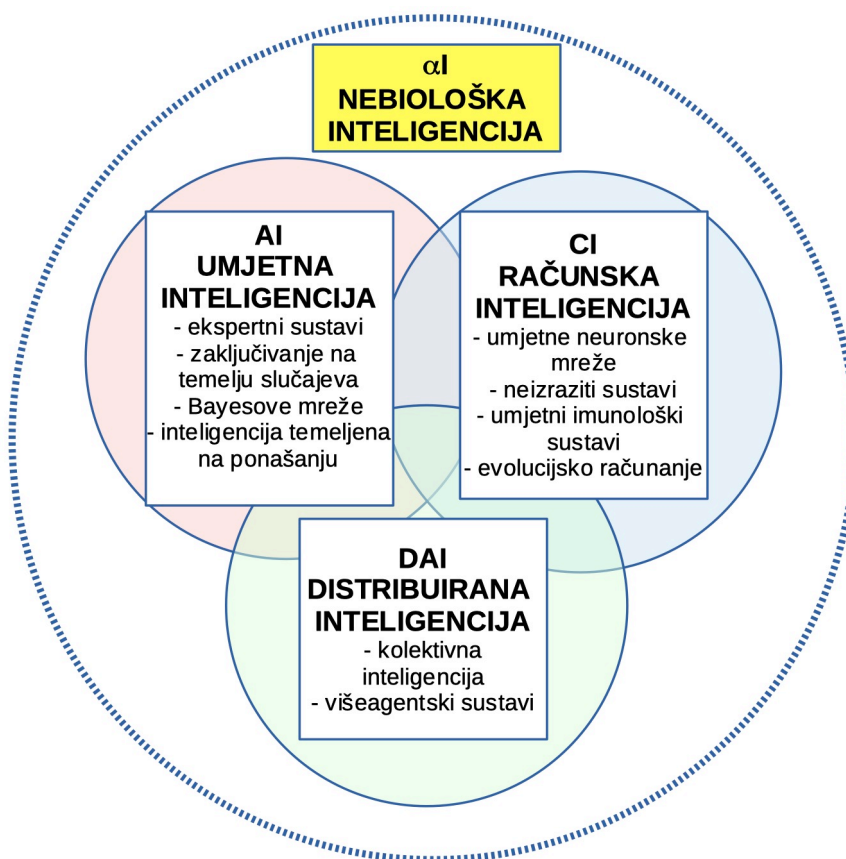 αI
NEBIOLOŠKA
INTELIGENCIJA
AI
UMJETNA
INTELIGENCIJA
- ekspertni sustavi
- zaključivanje na
temelju slučajeva
- Bayesove mreže
- inteligencija temeljena
na ponašanju
CI
RAČUNSKA
INTELIGENCIJA
- umjetne neuronske
mreže
- neizraziti sustavi
- umjetni imunološki
sustavi
- evolucijsko računanje
DAI
DISTRIBUIRANA
INTELIGENCIJA
- kolektivna
inteligencija
- višeagentski sustavi